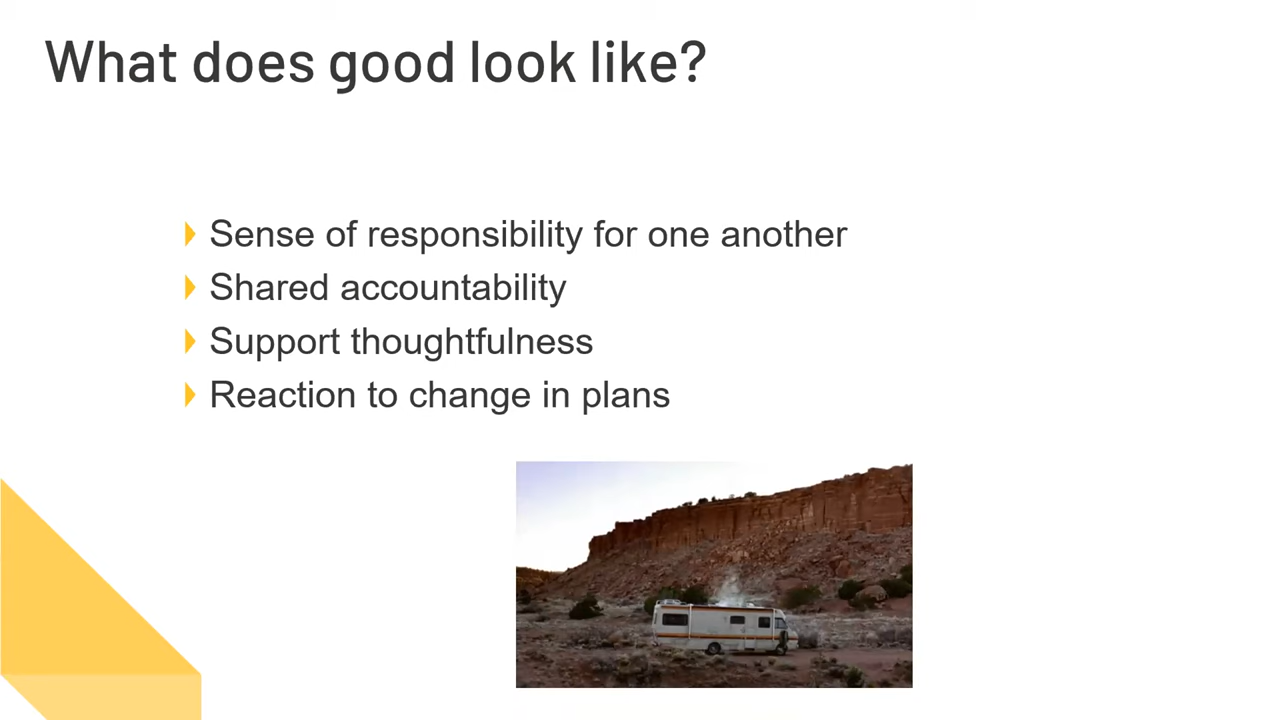 What does good look like?
Sense of responsibility for one another
Shared accountability
Support thoughtfulness
Reaction to change in plans